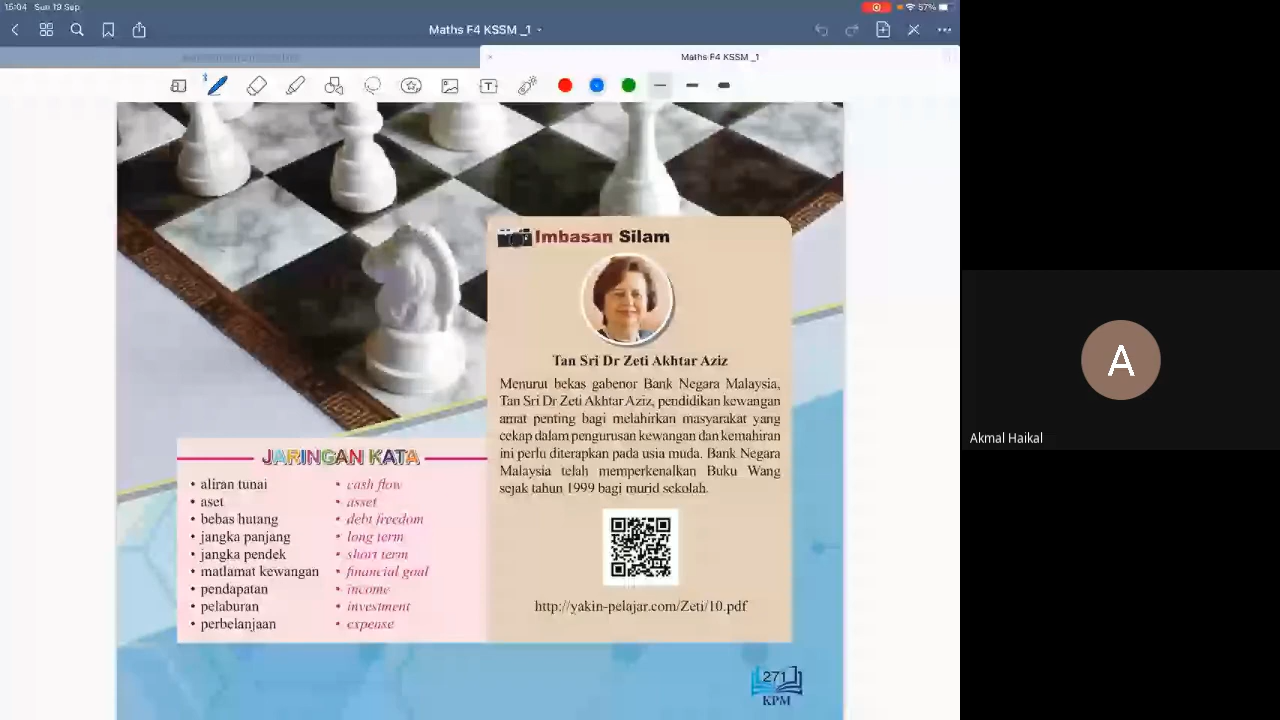 15:04 Sun 19 Sep
57%
Maths F4 KSSM _1
Maths F4 KSSM _1
Imbasan Silam
Tan Sri Dr Zeti Akhtar Aziz
Menurut bekas gabenor Bank Negara Malaysia,
Tan Sri Dr Zeti Akhtar Aziz, pendidikan kewangan
amat penting bagi melahirkan masyarakat yang
cekap dalam pengurusan kewangan dan kemahiran
ini perlu diterapkan pada usia muda. Bank Negara
Malaysia telah memperkenalkan Buku Wang
sejak tahun 1999 bagi murid sekolah.
http://yakin-pelajar.com/Zeti/10.pdf
JARINGAN KATA
• aliran tunai • cash flow
• aset • asset
• bebas hutang • debt freedom
• jangka panjang • long term
• jangka pendek • short term
• matlamat kewangan • financial goal
• pendapatan • income
• pelaburan • investment
• perbelanjaan • expense
271
KPM
A
Akmal Haikal